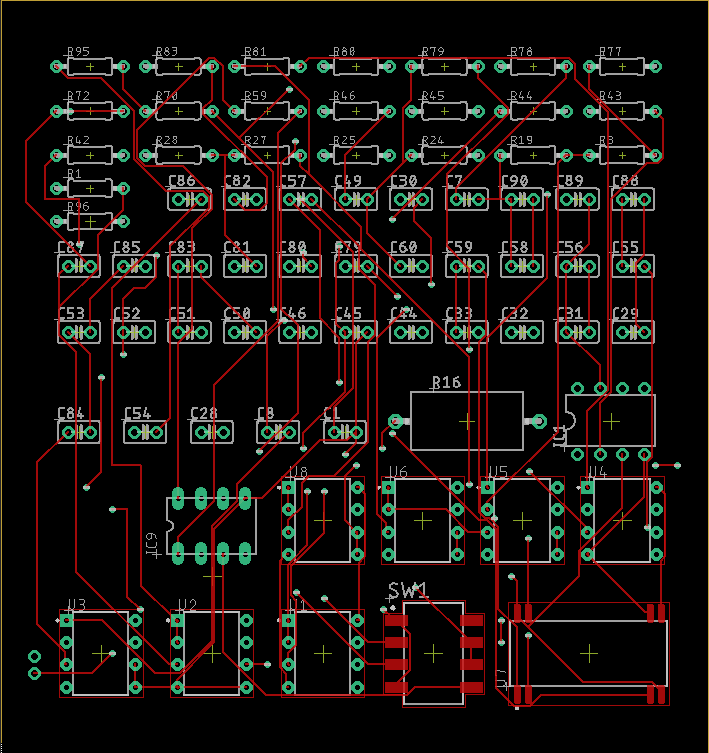 R95 R83 R81 R80 R79 R78 R77
R72 R70 R59 R46 R45 R44 R43
R42 R28 R27 R25 R24 R19 R3
R1
C86 C82 C57 C49 C30 C7 C90 C89 C88
R96
C87 C85 C83 C81 C80 C79 C60 C59 C58 C56 C55
C53 C52 C51 C50 C46 C45 C44 C33 C32 C31 C29
R16
C84 C54 C28 C8 C1
IC1
U8 U6 U5 U4
IC9
SW1
U3 U2 U1
U7